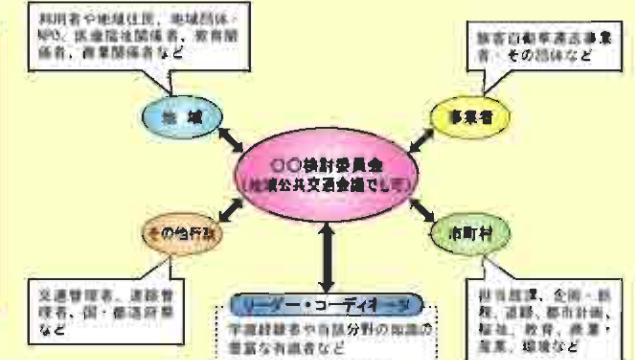 利用者や地域住民、地域団体・
NPO、医療福祉関係者、教育関
係者、商業関係者など
旅客自動車運送事業
者・その団体など
地 域
事業者
〇〇検討委員会
(地域公共交通会議でも可)
その他行政
市町村
交通管理者、道路管
理者、国・都道府県
など
リーダー・コーディネータ
学識経験者や当該分野の知識の
豊富な有識者など
担当部課、企画・総
務、道路、都市計画、
福祉、教育、商業・
産業、環境など